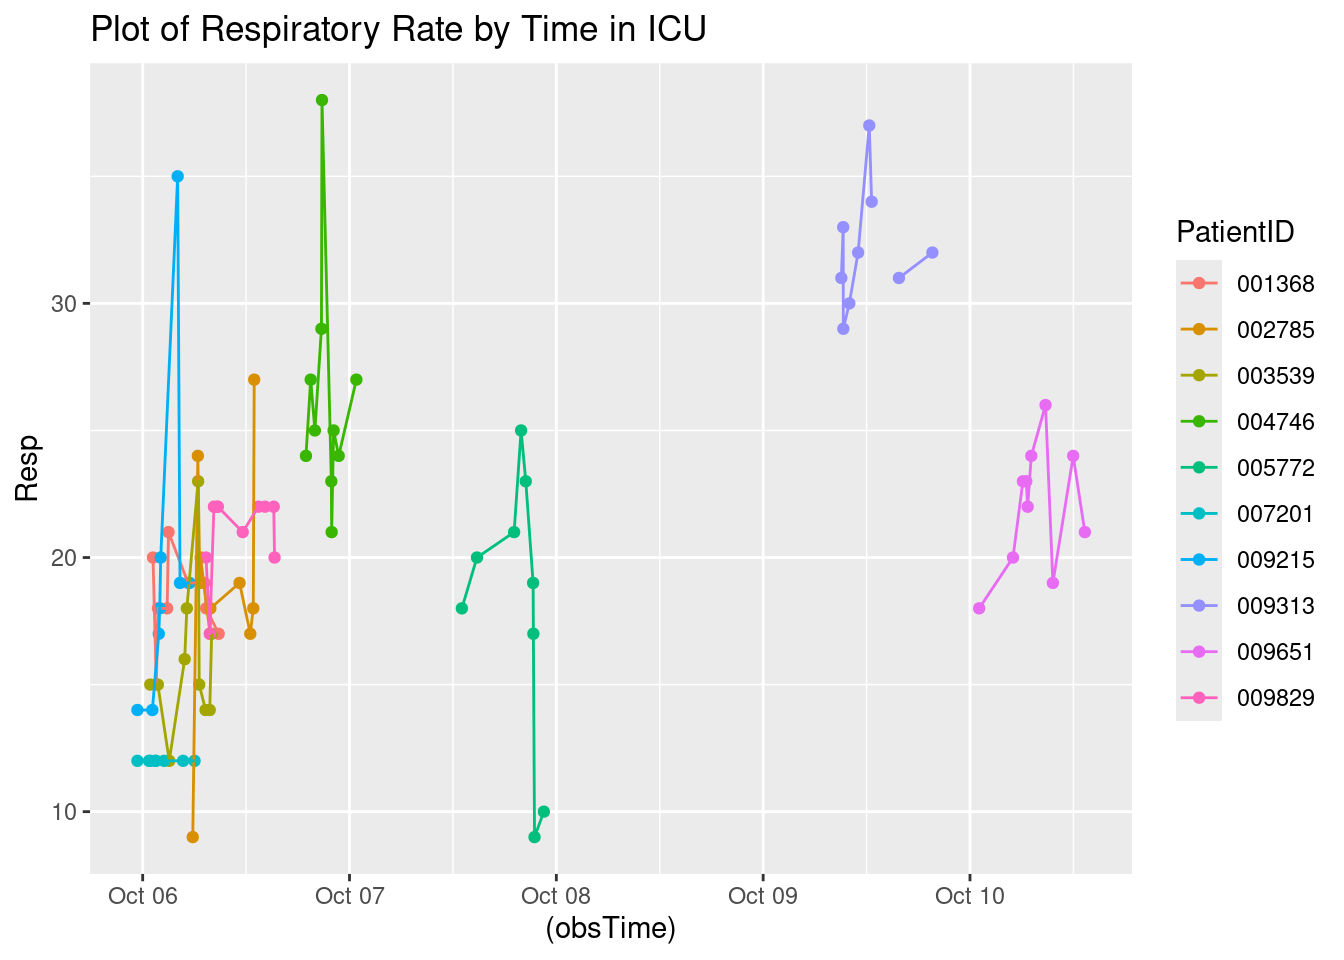 Plot of Respiratory Rate by Time in ICU
Resp
30
20
10
Oct 06
Oct 07
Oct 08
Oct 09
Oct 10
(obsTime)
PatientID
001368
002785
003539
004746
005772
007201
009215
009313
009651
009829